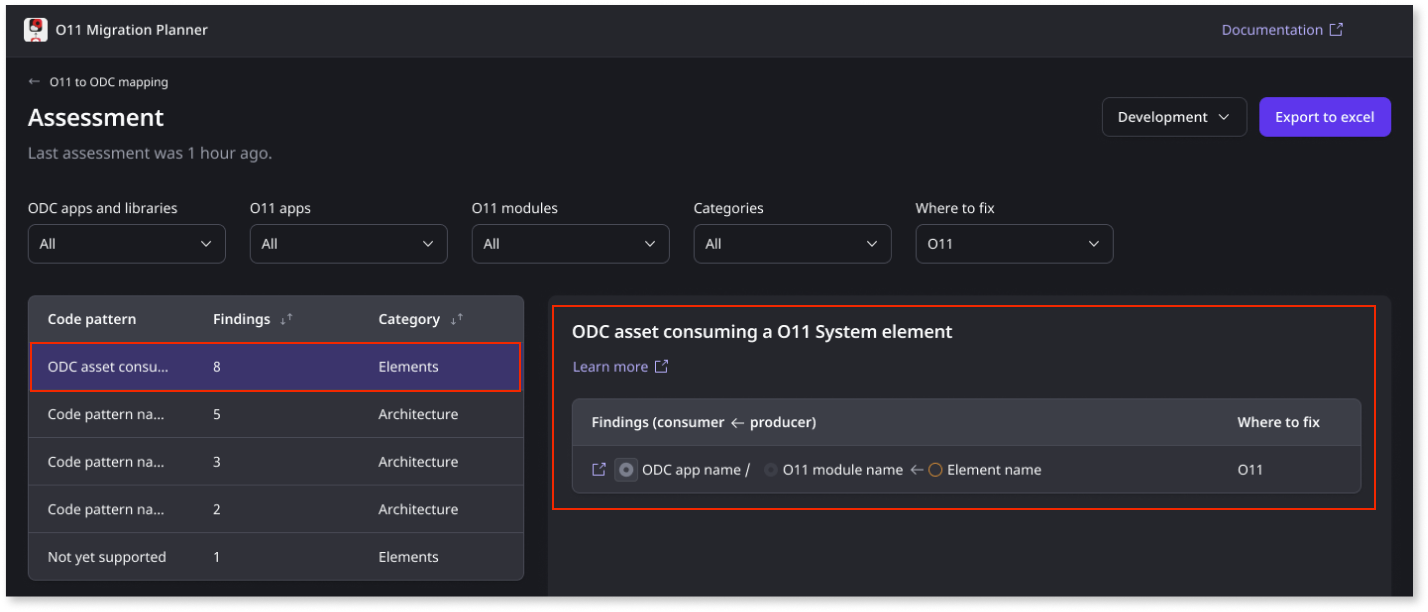 O11 Migration Planner
Documentation
← O11 to ODC mapping
Assessment
Development
Export to excel
Last assessment was 1 hour ago.
ODC apps and libraries
O11 apps
O11 modules
Categories
Where to fix
All
All
All
All
O11
Code pattern Findings ↓↑ Category ↓↑
ODC asset consu... 8 Elements
Code pattern na... 5 Architecture
Code pattern na... 3 Architecture
Code pattern na... 2 Architecture
Not yet supported 1 Elements
ODC asset consuming a O11 System element
Learn more
Findings (consumer ← producer) Where to fix
ODC app name / O11 module name ← Element name O11